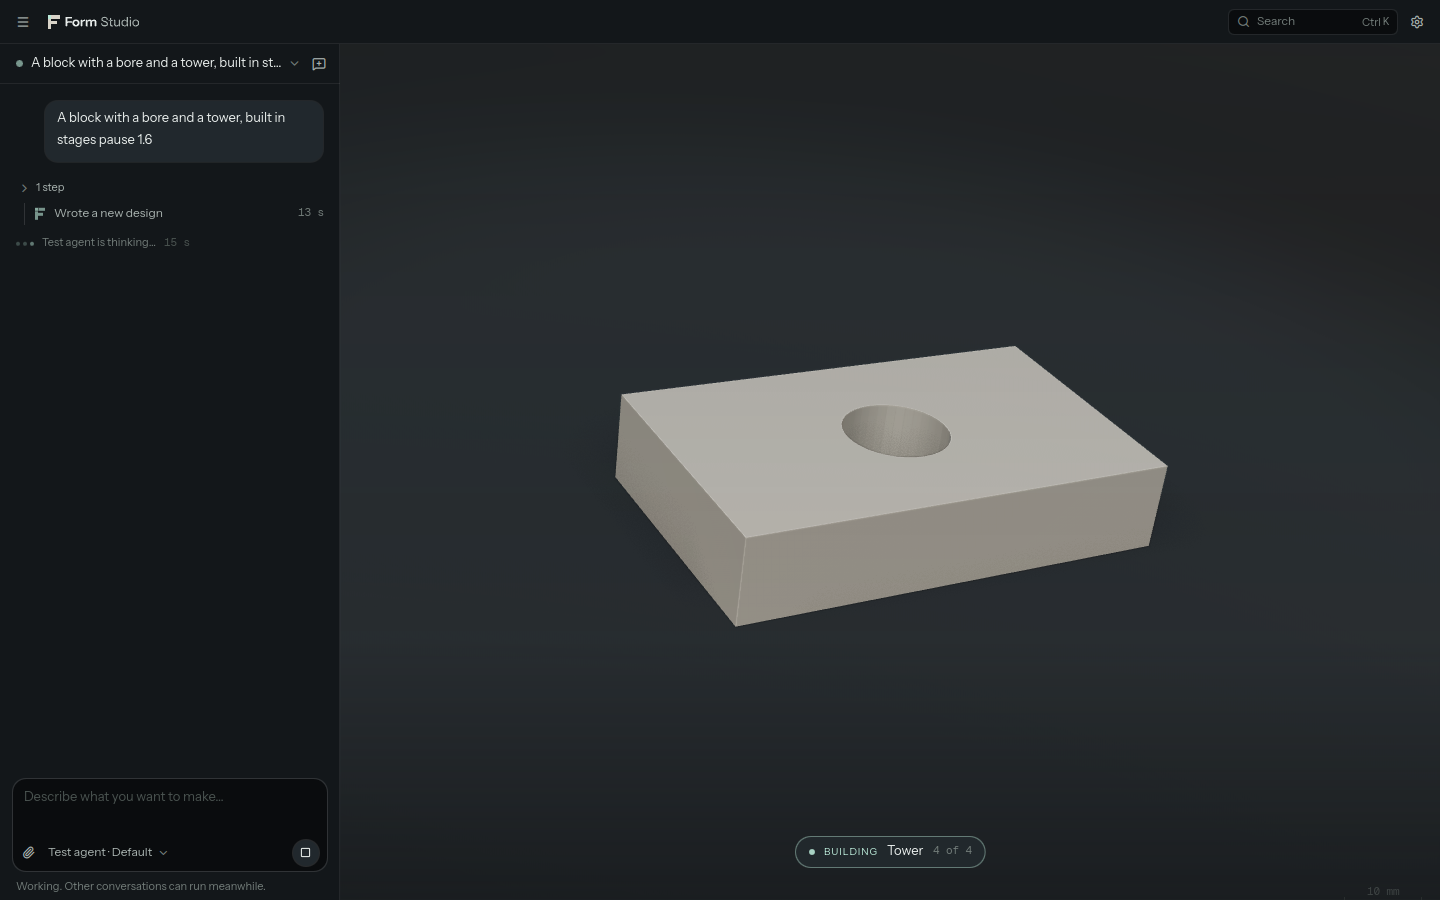 Form Studio
Search
Ctrl K
A block with a bore and a tower, built in st...
A block with a bore and a tower, built in
stages pause 1.6
1 step
Wrote a new design
13 s
Test agent is thinking...
15 s
Describe what you want to make...
Test agent · Default
Working. Other conversations can run meanwhile.
BUILDING Tower 4 of 4
10 mm